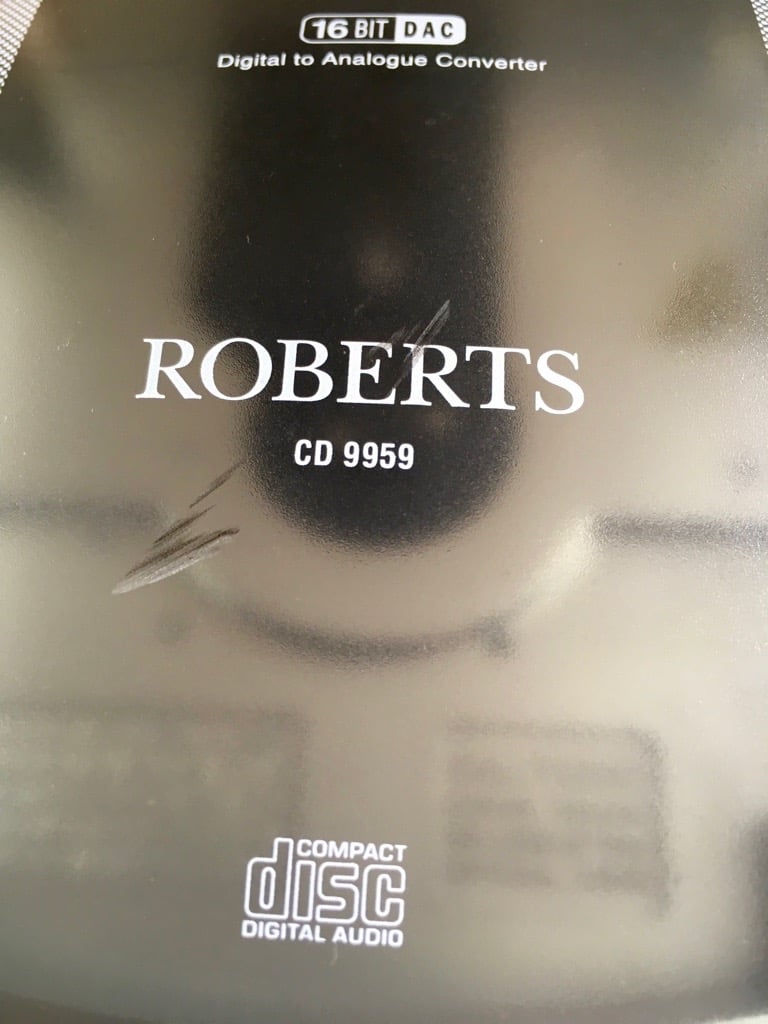 16 BIT DAC
Digital to Analogue Converter
ROBERTS
CD 9959
COMPACT
disc
DIGITAL AUDIO